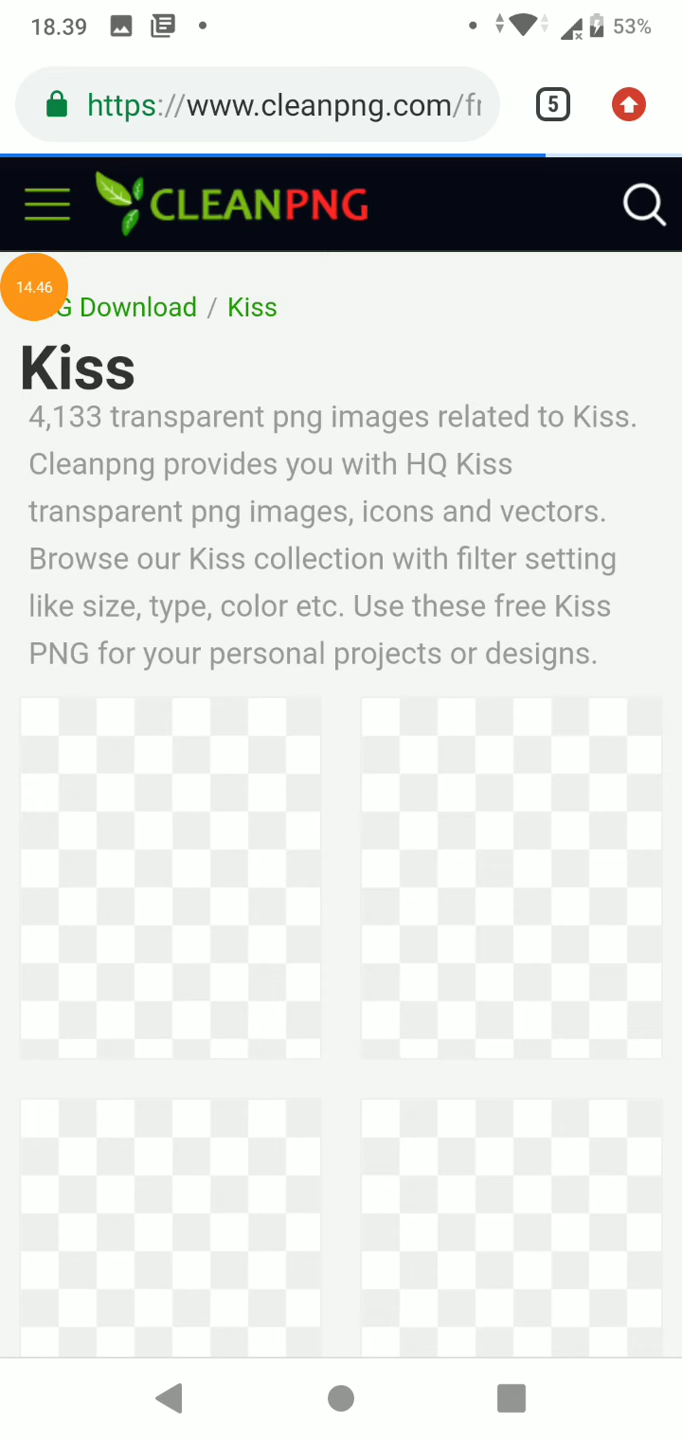 18.39
53%
https://www.cleanpng.com/fr
5
CLEANPNG
14.46
G Download / Kiss
Kiss
4,133 transparent png images related to Kiss.
Cleanpng provides you with HQ Kiss
transparent png images, icons and vectors.
Browse our Kiss collection with filter setting
like size, type, color etc. Use these free Kiss
PNG for your personal projects or designs.